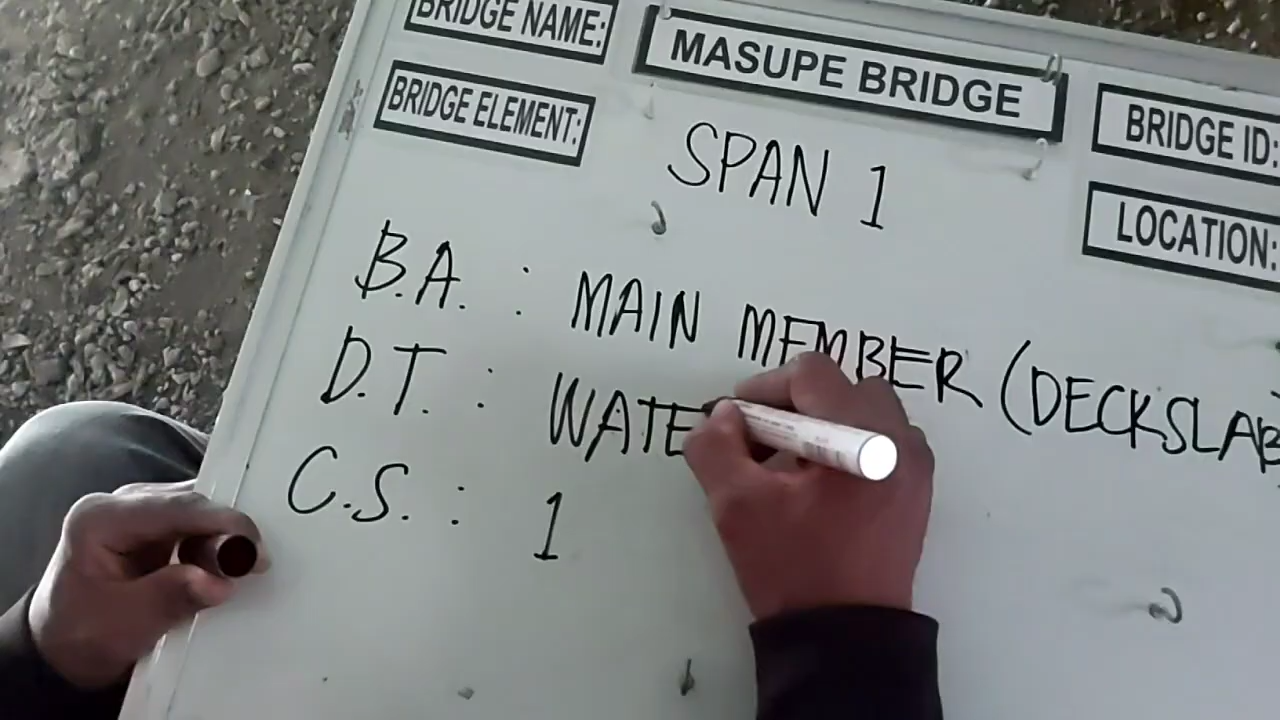 BRIDGE NAME: MASUPE BRIDGE BRIDGE ID:
BRIDGE ELEMENT: SPAN 1 LOCATION:
B.A. : MAIN MEMBER (DECKSLAB
D.T. : WATE
C.S. : 1